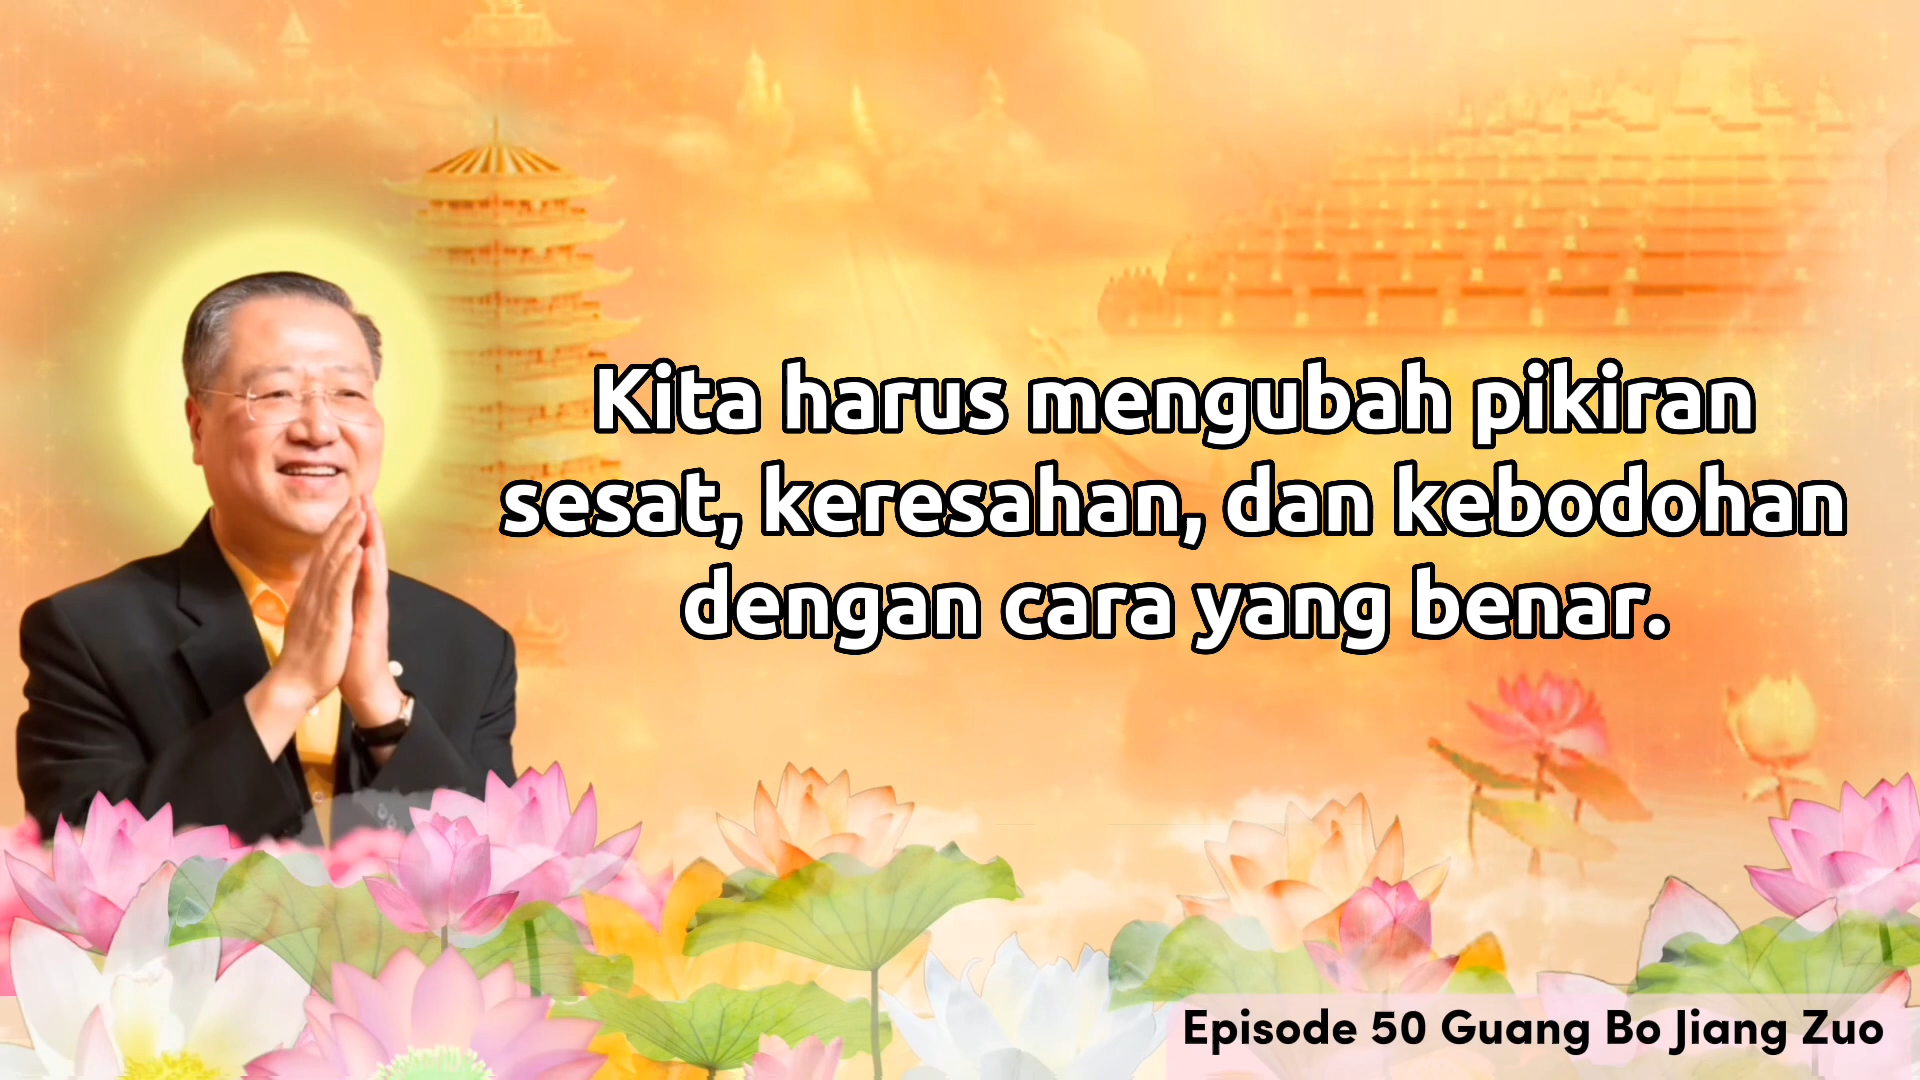 Kita harus mengubah pikiran
sesat, keresahan, dan kebodohan
dengan cara yang benar.
Episode 50 Guang Bo Jiang Zuo